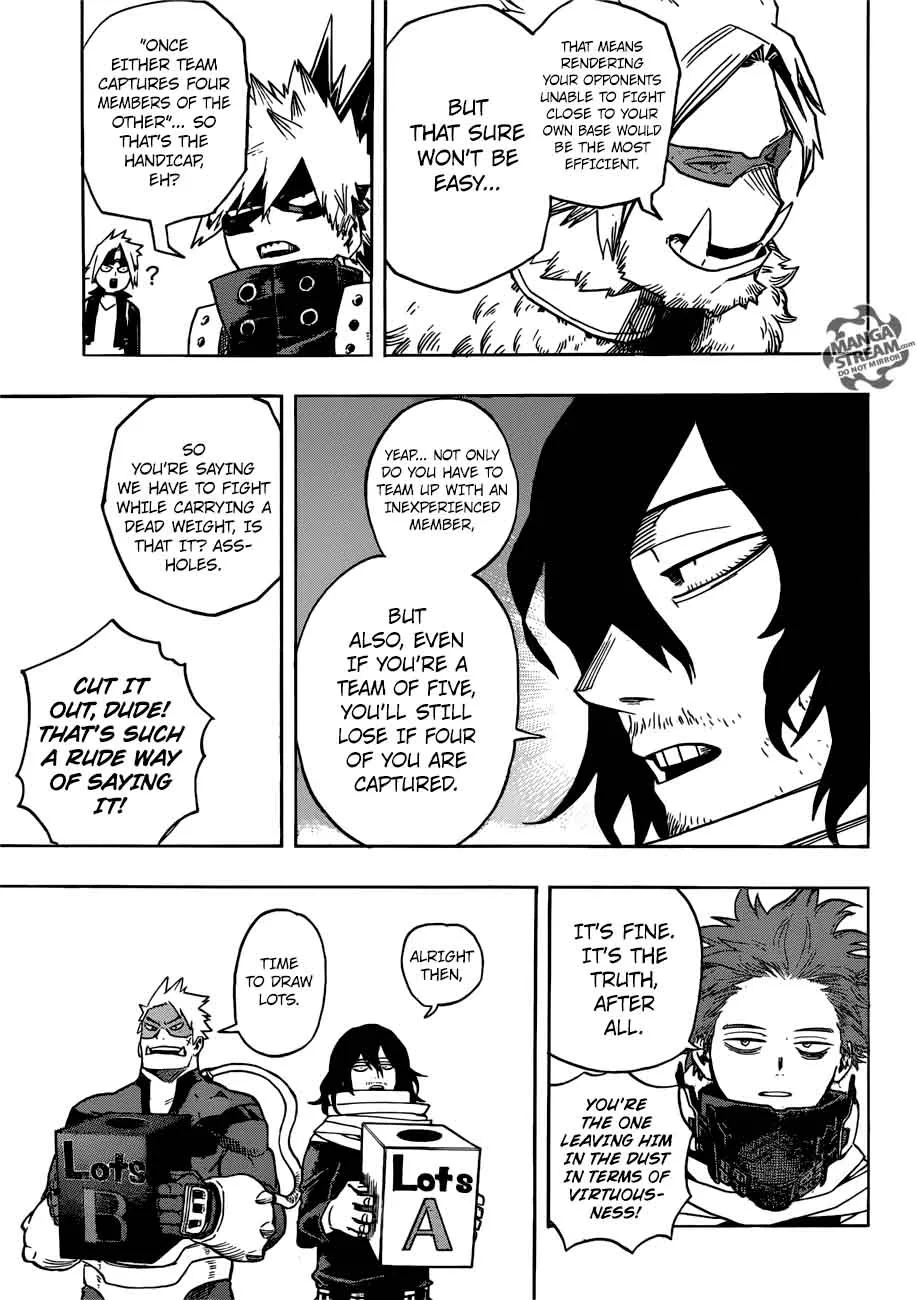 THAT MEANS
RENDERING
YOUR OPPONENTS
UNABLE TO FIGHT
CLOSE TO YOUR
OWN BASE WOULD
BE THE MOST
EFFICIENT.
BUT
THAT SURE
WON'T BE
EASY...
"ONCE
EITHER TEAM
CAPTURES FOUR
MEMBERS OF THE
OTHER"... SO
THAT'S THE
HANDICAP,
EH?
?
MANGA
STREAM.com
DO NOT MIRROR
YEAP... NOT ONLY
DO YOU HAVE TO
TEAM UP WITH AN
INEXPERIENCED
MEMBER,
BUT
ALSO, EVEN
IF YOU'RE A
TEAM OF FIVE,
YOU'LL STILL
LOSE IF FOUR
OF YOU ARE
CAPTURED.
SO
YOU'RE SAYING
WE HAVE TO FIGHT
WHILE CARRYING A
DEAD WEIGHT, IS
THAT IT? ASS-
HOLES.
CUT IT
OUT, DUDE!
THAT'S SUCH
A RUDE WAY
OF SAYING
IT!
IT'S FINE.
IT'S THE
TRUTH,
AFTER
ALL.
YOU'RE
THE ONE
LEAVING HIM
IN THE DUST
IN TERMS OF
VIRTUOUS-
NESS!
ALRIGHT
THEN,
TIME
TO DRAW
LOTS.
Lots
B
Lots
A